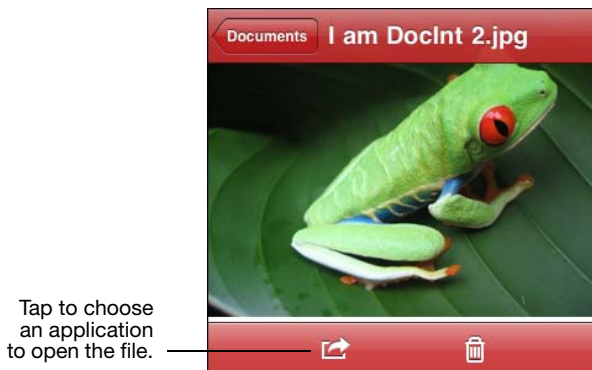 Documents
I am DocInt 2.jpg
Tap to choose
an application
to open the file.